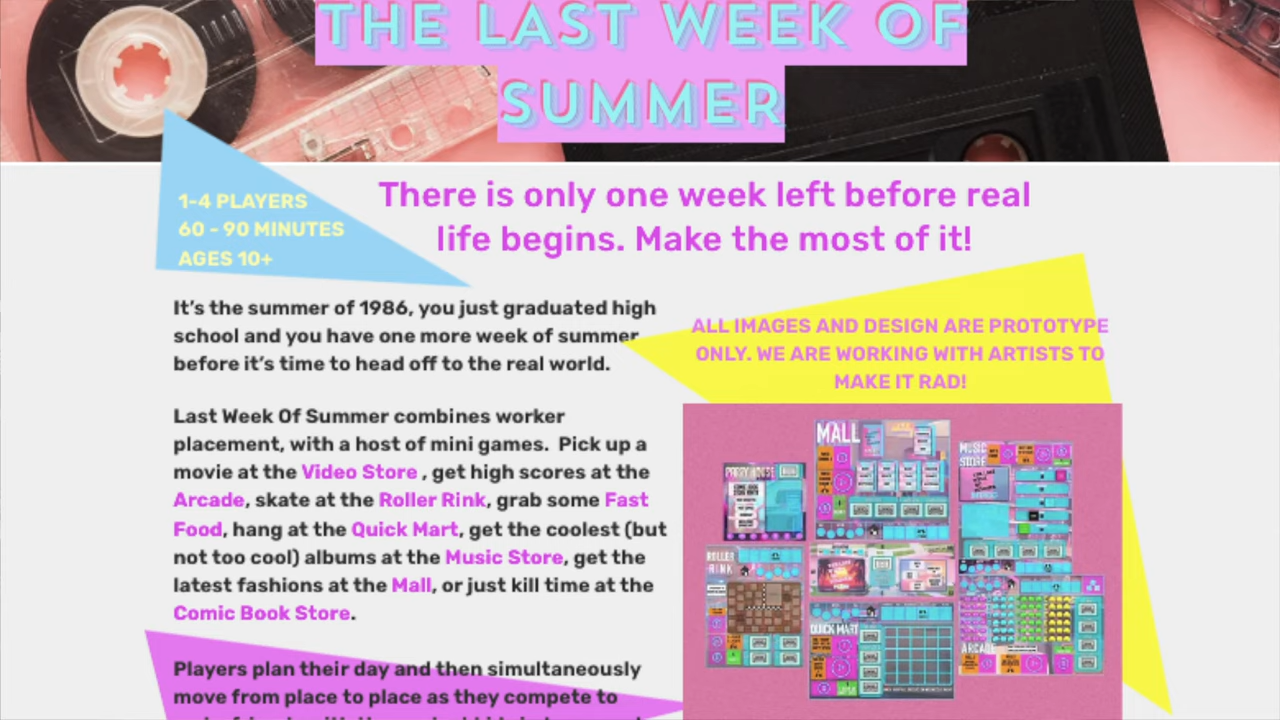 THE LAST WEEK OF
SUMMER
1-4 PLAYERS
60 - 90 MINUTES
AGES 10+
There is only one week left before real
life begins. Make the most of it!
It's the summer of 1986, you just graduated high
school and you have one more week of summer
before it's time to head off to the real world.
Last Week Of Summer combines worker
placement, with a host of mini games. Pick up a
movie at the Video Store , get high scores at the
Arcade, skate at the Roller Rink, grab some Fast
Food, hang at the Quick Mart, get the coolest (but
not too cool) albums at the Music Store, get the
latest fashions at the Mall, or just kill time at the
Comic Book Store.
Players plan their day and then simultaneously
move from place to place as they compete to
ALL IMAGES AND DESIGN ARE PROTOTYPE
ONLY. WE ARE WORKING WITH ARTISTS TO
MAKE IT RAD!
MALL
MUSIC
STORE
PARTY HOUSE
ROLLER
RINK
QUICK MART
ARCADE